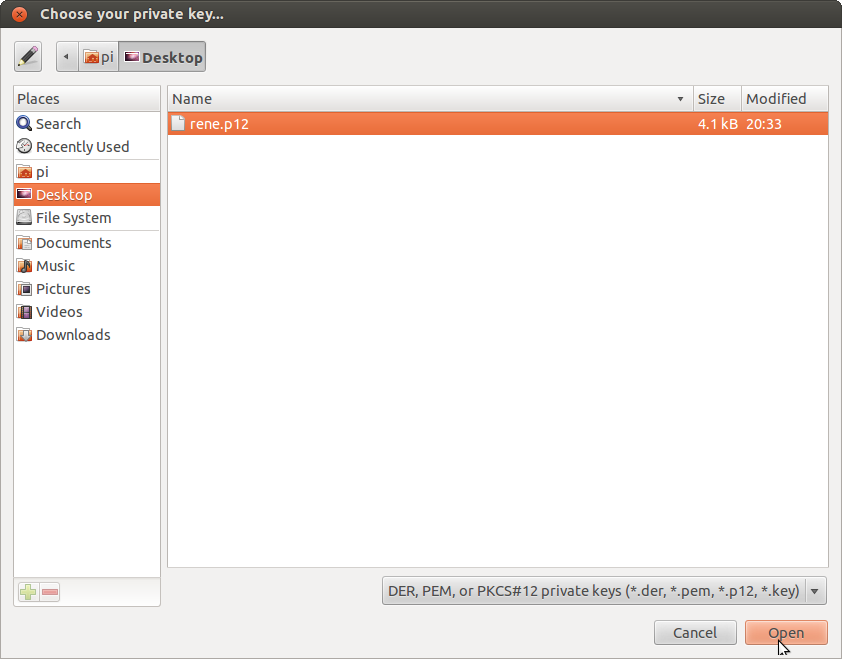 Choose your private key...
pi Desktop
Places
Search
Recently Used
pi
Desktop
File System
Documents
Music
Pictures
Videos
Downloads
Name Size Modified
rene.p12 4.1 kB 20:33
DER, PEM, or PKCS#12 private keys (*.der, *.pem, *.p12, *.key)
Cancel Open